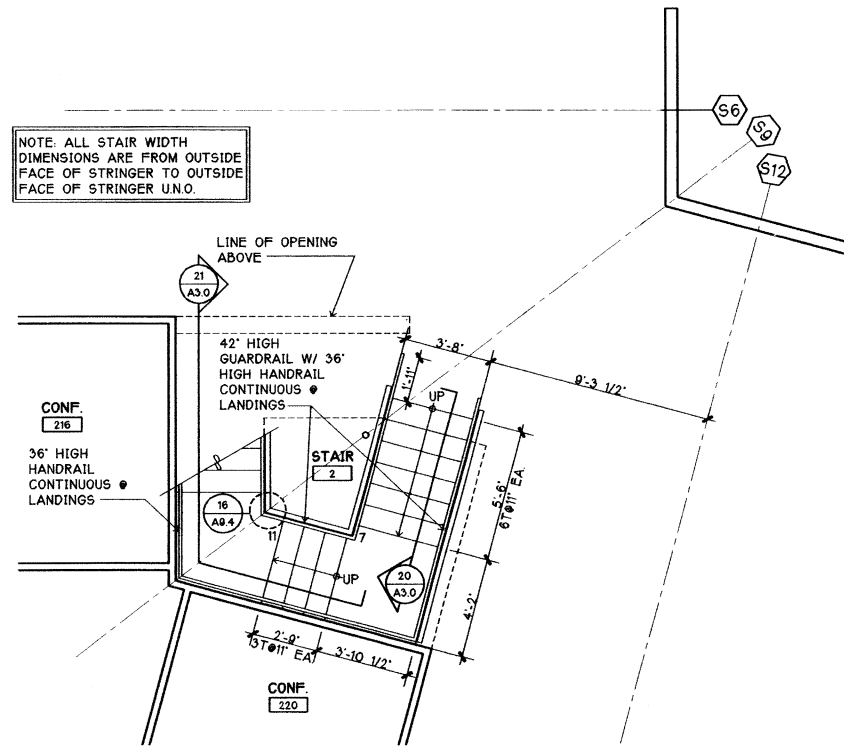 S6
S9
S12
NOTE: ALL STAIR WIDTH
DIMENSIONS ARE FROM OUTSIDE
FACE OF STRINGER TO OUTSIDE
FACE OF STRINGER U.N.O.
LINE OF OPENING
ABOVE
21
A3.0
42" HIGH
GUARDRAIL W/ 36"
HIGH HANDRAIL
CONTINUOUS @
LANDINGS
3'-8"
1'-11"
9'-3 1/2"
UP
CONF.
216
36" HIGH
HANDRAIL
CONTINUOUS @
LANDINGS
STAIR
2
16
A9.4
11
7
5'-6"
6T@11" EA.
UP
20
A3.0
4'-2"
2'-9"
3T@11" EA.
3'-10 1/2"
CONF.
220